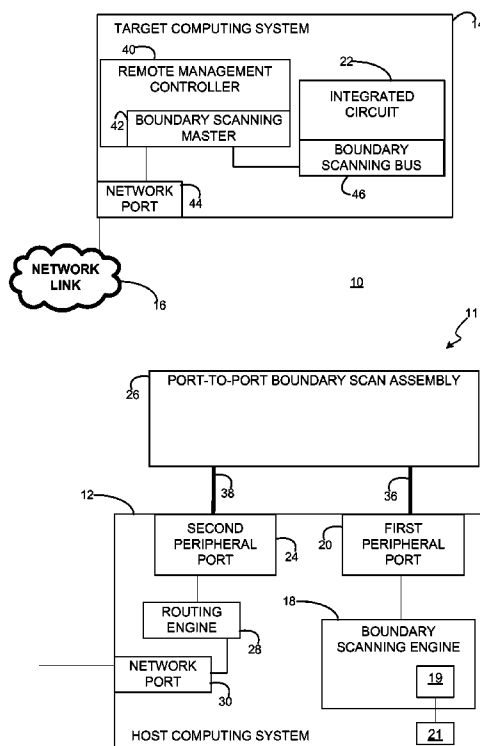 14
TARGET COMPUTING SYSTEM
40
REMOTE MANAGEMENT
CONTROLLER
42
BOUNDARY SCANNING
MASTER
22
INTEGRATED
CIRCUIT
BOUNDARY
SCANNING BUS
46
NETWORK
PORT
44
NETWORK
LINK
16
10
11
26
PORT-TO-PORT BOUNDARY SCAN ASSEMBLY
12
38
36
SECOND
PERIPHERAL
PORT
24
20
FIRST
PERIPHERAL
PORT
ROUTING
ENGINE
28
18
BOUNDARY
SCANNING ENGINE
NETWORK
PORT
30
19
21
HOST COMPUTING SYSTEM